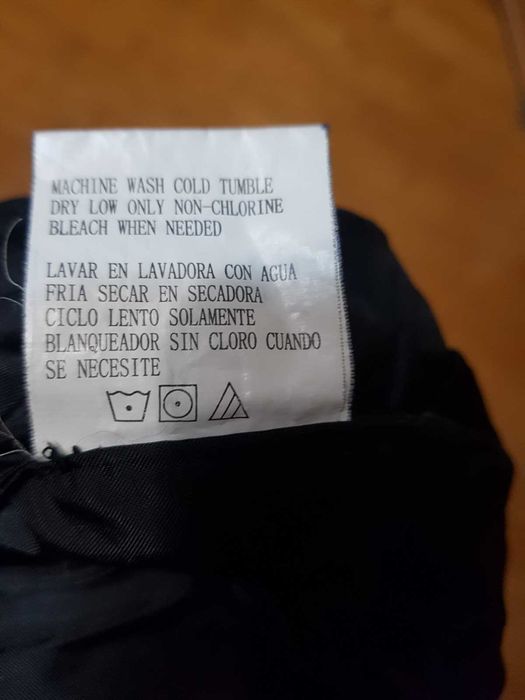 MACHINE WASH COLD TUMBLE
DRY LOW ONLY NON-CHLORINE
BLEACH WHEN NEEDED
LAVAR EN LAVADORA CON AGUA
FRIA SECAR EN SECADORA
CICLO LENTO SOLAMENTE
BLANQUEADOR SIN CLORO CUANDO
SE NECESITE